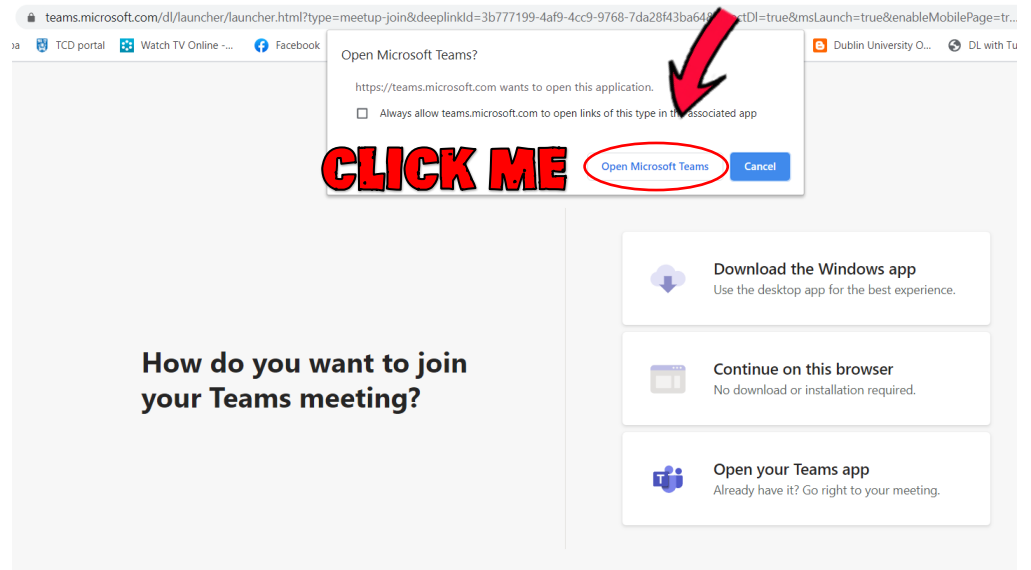 teams.microsoft.com/dl/launcher/launcher.html?type=meetup-join&deeplinkId=3b777199-4af9-4cc9-9768-7da28f43ba648 ctDl=true&msLaunch=true&enableMobilePage=tr...
TCD portal Watch TV Online -... Facebook Dublin University O... DL with Tu
Open Microsoft Teams?
https://teams.microsoft.com wants to open this application.
Always allow teams.microsoft.com to open links of this type in associated app
CLICK ME Open Microsoft Teams Cancel
Download the Windows app
Use the desktop app for the best experience.
How do you want to join
your Teams meeting?
Continue on this browser
No download or installation required.
Open your Teams app
Already have it? Go right to your meeting.